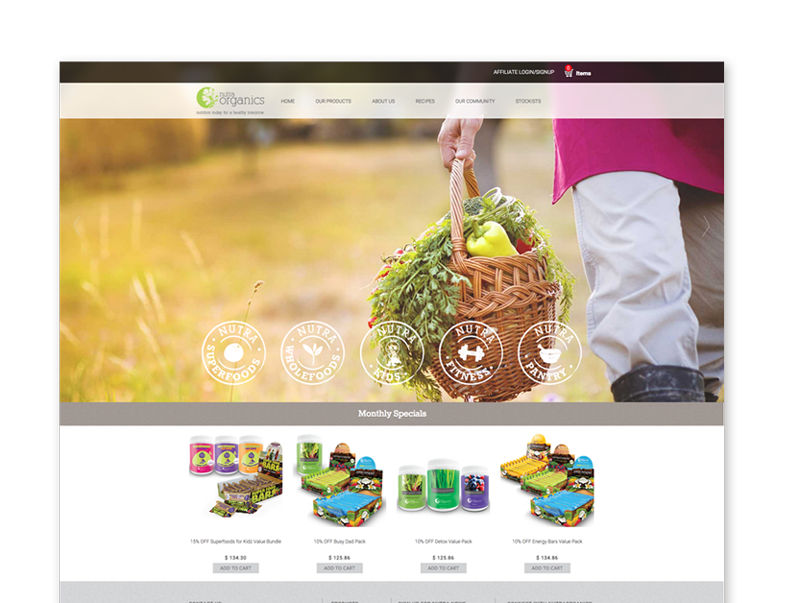 AFFILIATE LOGIN/SIGNUP Items
nutra
organics
nutrition today for a healthy tomorrow
HOME OUR PRODUCTS ABOUT US RECIPES OUR COMMUNITY STOCKISTS
NUTRA SUPERFOODS
NUTRA WHOLEFOODS
NUTRA KIDS
NUTRA FITNESS
NUTRA PANTRY
Monthly Specials
15% OFF Superfoods for Kidz Value Bundle
10% OFF Busy Dad Pack
10% OFF Detox Value Pack
10% OFF Energy Bars Value Pack
$ 134.30 $ 125.86 $ 125.86 $ 134.86
ADD TO CART ADD TO CART ADD TO CART ADD TO CART